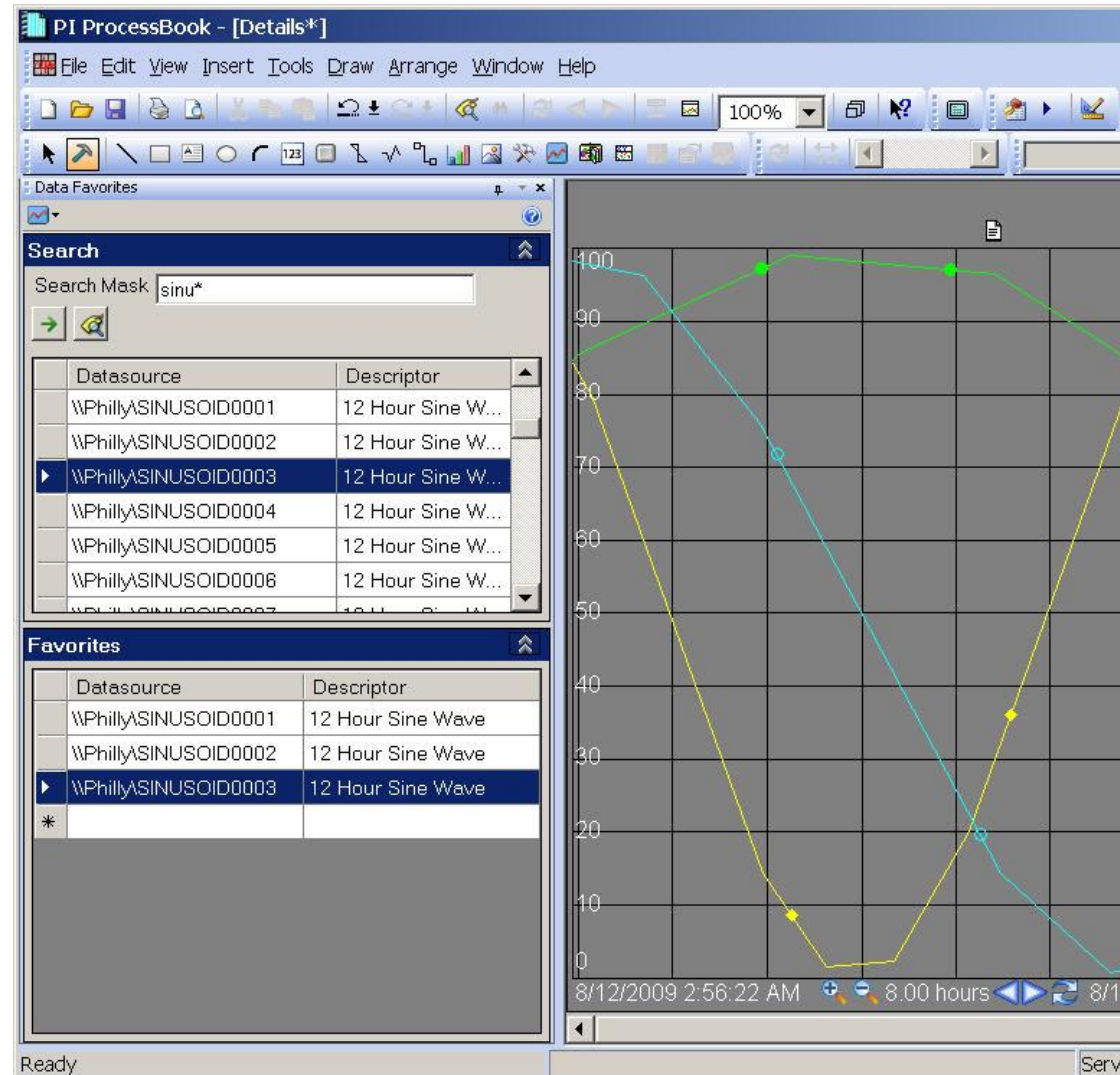 PI ProcessBook - [Details*]
File Edit View Insert Tools Draw Arrange Window Help
100%
123
Data Favorites
Search
Search Mask sinu*
Datasource Descriptor
\\Philly\SINUSOID0001 12 Hour Sine W...
\\Philly\SINUSOID0002 12 Hour Sine W...
\\Philly\SINUSOID0003 12 Hour Sine W...
\\Philly\SINUSOID0004 12 Hour Sine W...
\\Philly\SINUSOID0005 12 Hour Sine W...
\\Philly\SINUSOID0006 12 Hour Sine W...
Favorites
Datasource Descriptor
\\Philly\SINUSOID0001 12 Hour Sine Wave
\\Philly\SINUSOID0002 12 Hour Sine Wave
\\Philly\SINUSOID0003 12 Hour Sine Wave
*
100
90
80
70
60
50
40
30
20
10
0
8/12/2009 2:56:22 AM 8.00 hours 8/1
Ready Serv